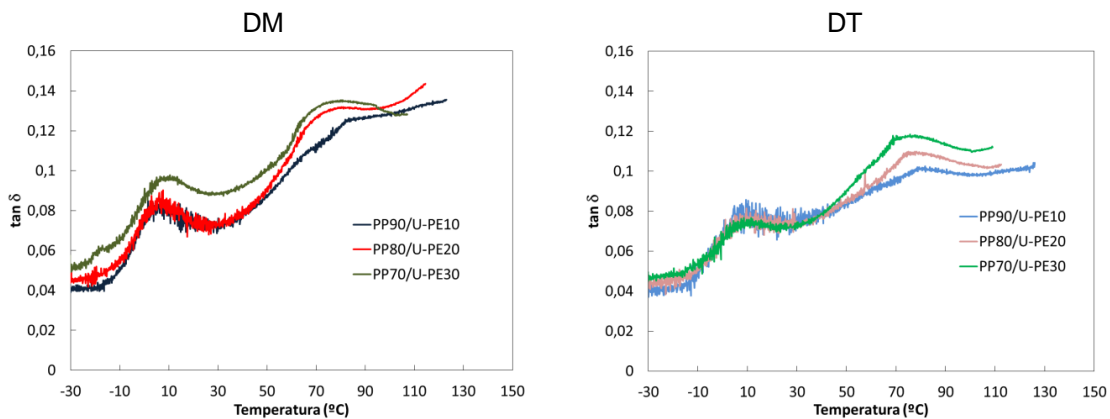 DM
0,16
0,14
0,12
0,1
0,08
0,06
0,04
0,02
0
tan δ
-30 -10 10 30 50 70 90 110 130 150
Temperatura (ºC)
PP90/U-PE10
PP80/U-PE20
PP70/U-PE30
DT
0,16
0,14
0,12
0,1
0,08
0,06
0,04
0,02
0
tan δ
-30 -10 10 30 50 70 90 110 130 150
Temperatura (ºC)
PP90/U-PE10
PP80/U-PE20
PP70/U-PE30